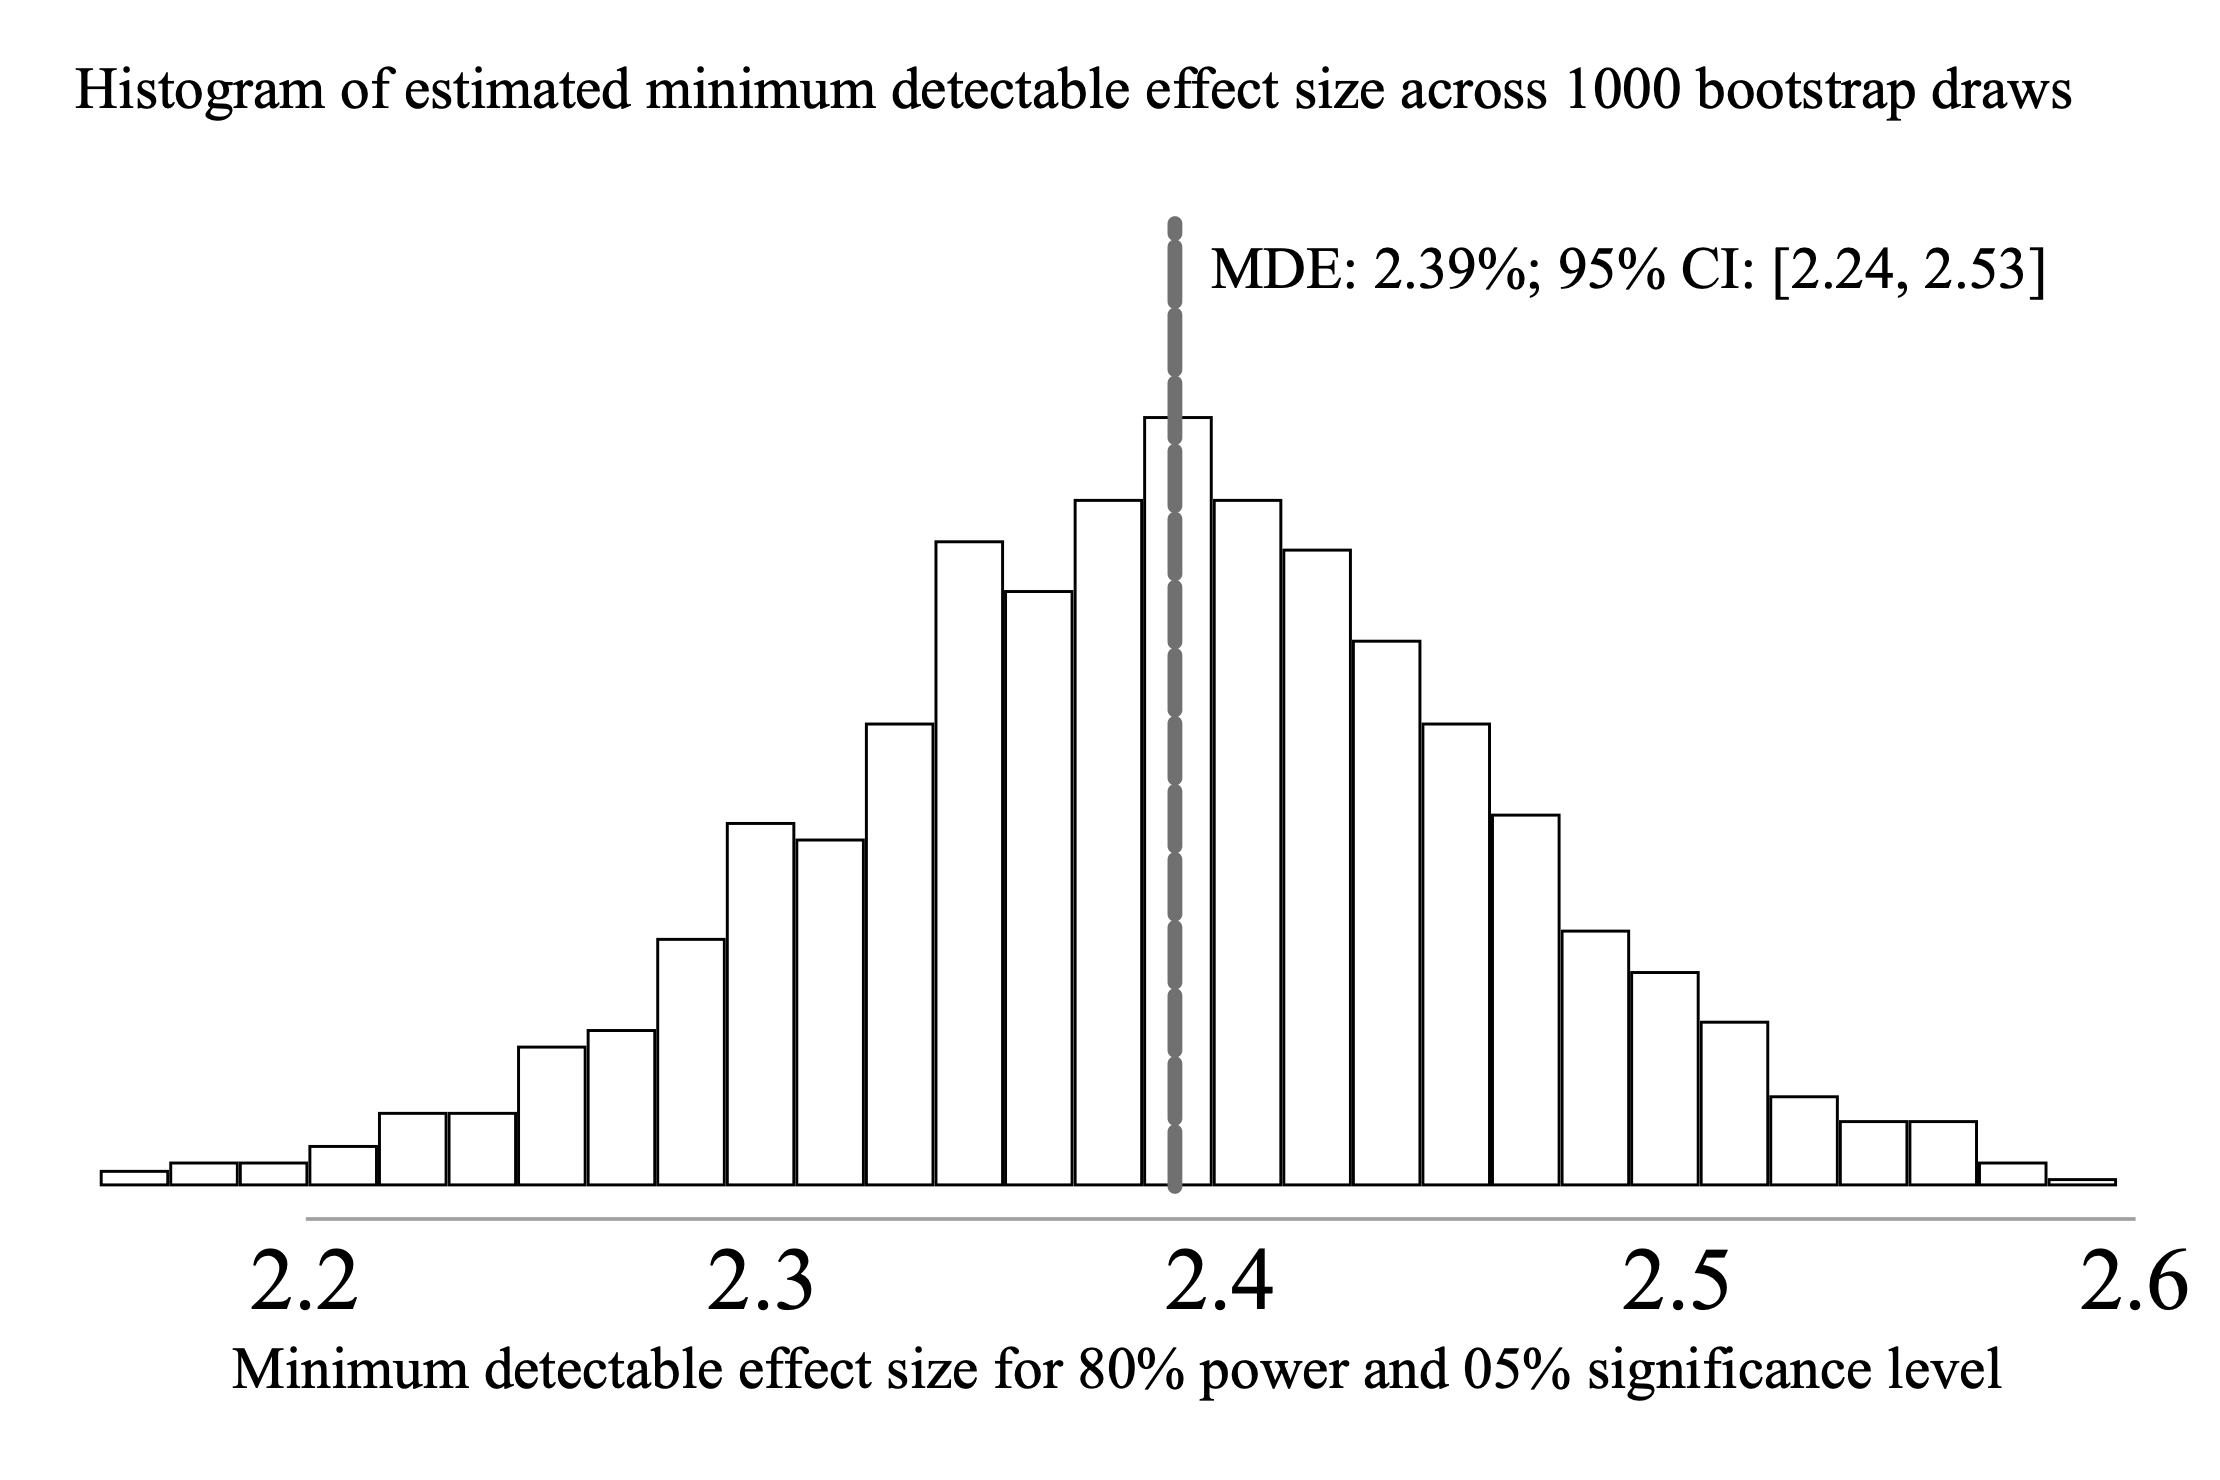 Histogram of estimated minimum detectable effect size across 1000 bootstrap draws
MDE: 2.39%; 95% CI: [2.24, 2.53]
2.2 2.3 2.4 2.5 2.6
Minimum detectable effect size for 80% power and 05% significance level